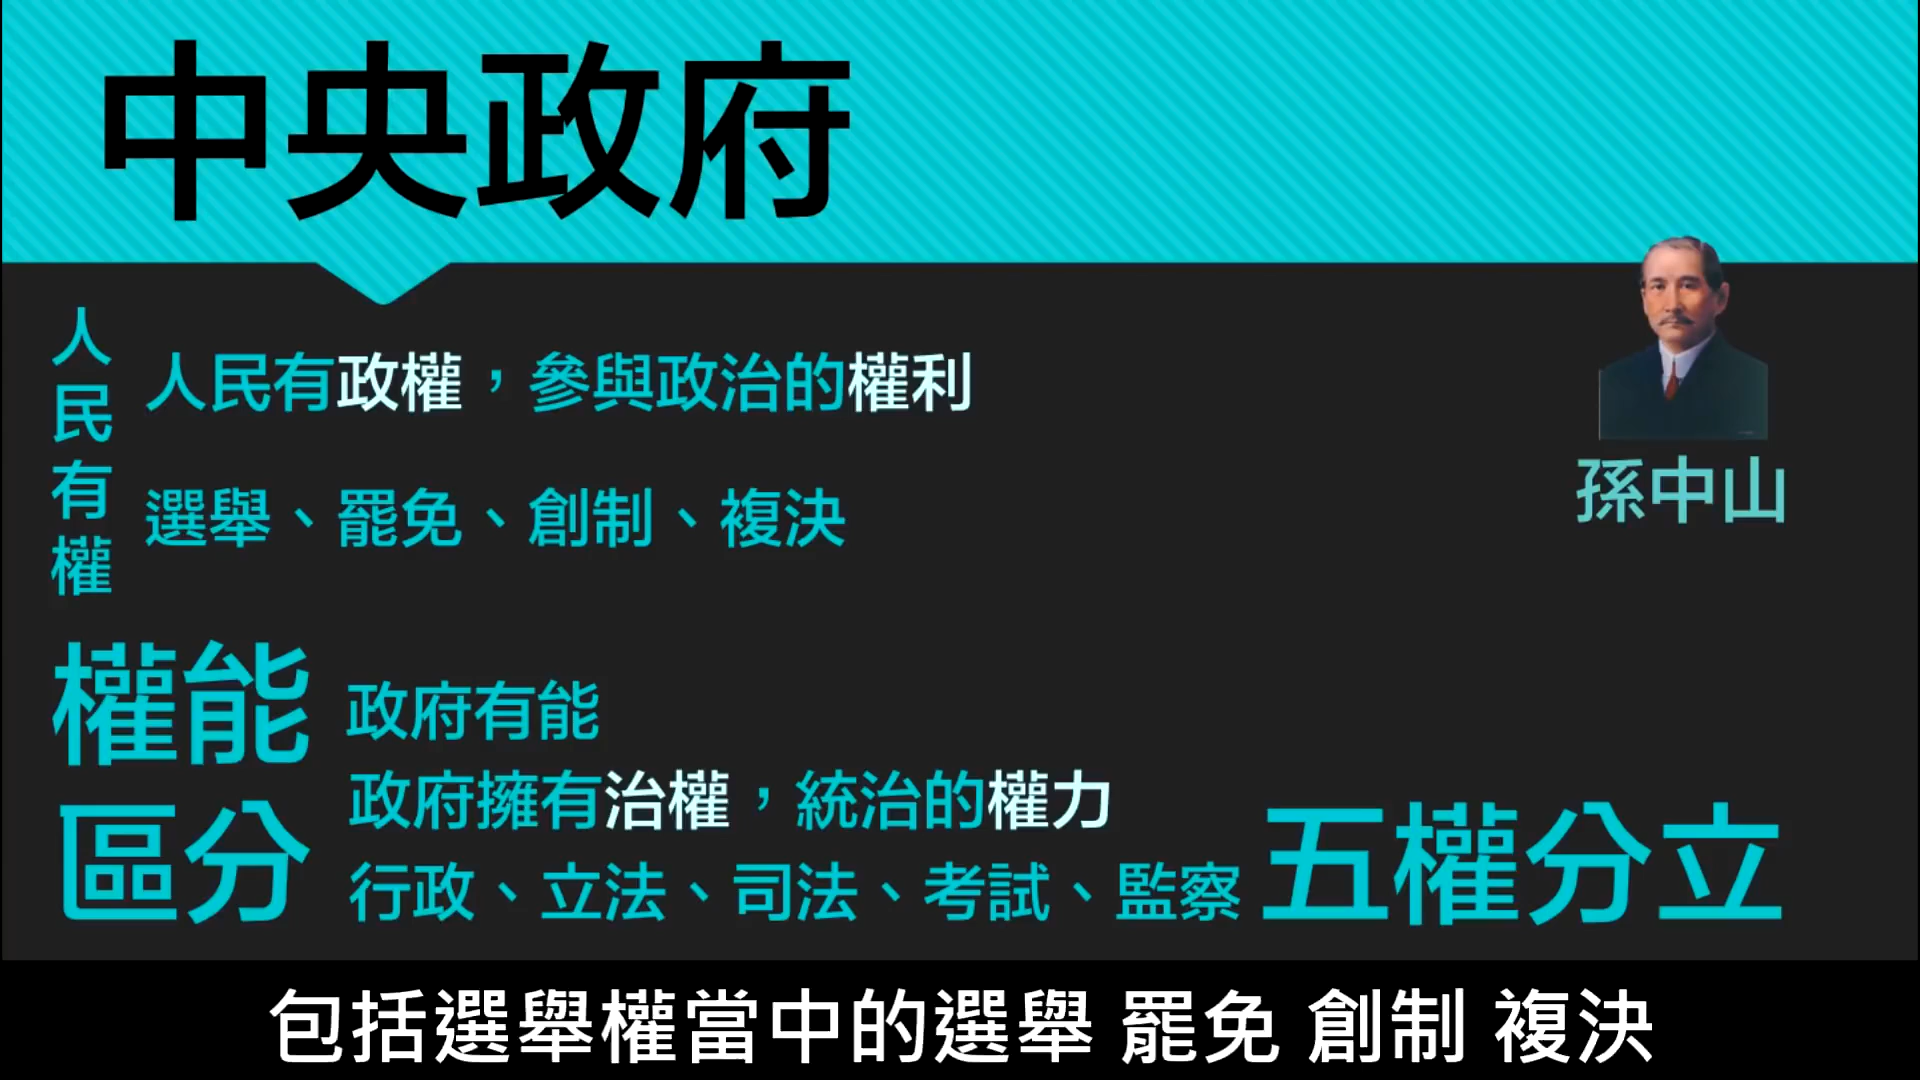 中央政府
人民有權
人民有政權，參與政治的權利
選舉、罷免、創制、複決
孫中山
權能
區分
政府有能
政府擁有治權，統治的權力
行政、立法、司法、考試、監察
五權分立
包括選舉權當中的選舉 罷免 創制 複決